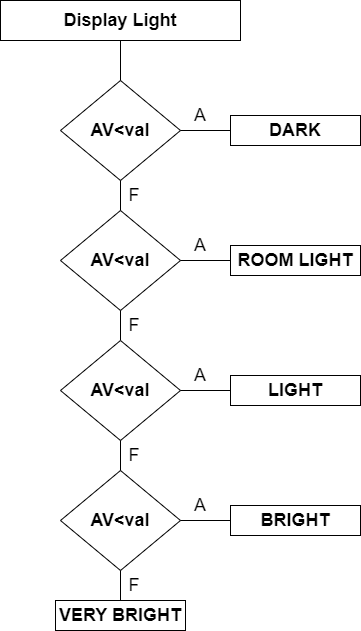 Display Light
AV<val
A
DARK
F
AV<val
A
ROOM LIGHT
F
AV<val
A
LIGHT
F
AV<val
A
BRIGHT
F
VERY BRIGHT